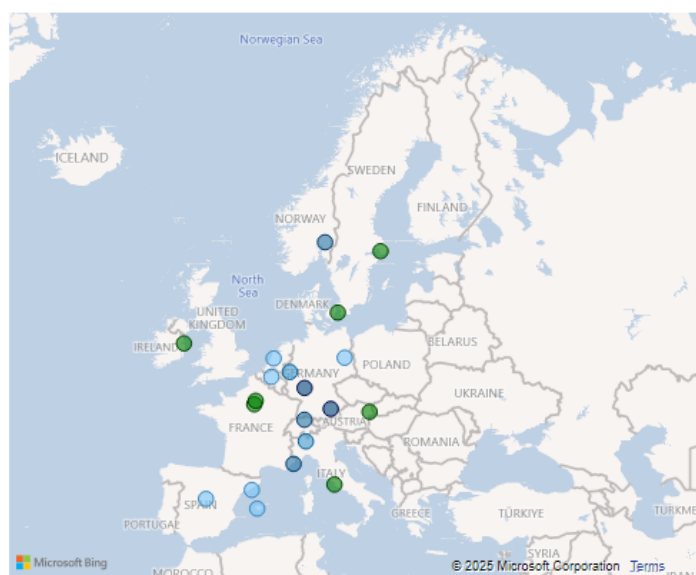 Norwegian Sea
ICELAND
SWEDEN
FINLAND
NORWAY
North
Sea
DENMARK
UNITED
KINGDOM
IRELAND
BELARUS
POLAND
GERMANY
UKRAINE
AUSTRIA
FRANCE
ROMANIA
ITALY
SPAIN
PORTUGAL
GREECE
TÜRKIYE
TURKME
SYRIA
MOROCCO
Microsoft Bing
© 2025 Microsoft Corporation Terms